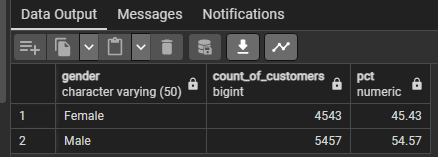 Data Output Messages Notifications
gender count_of_customers pct
character varying (50) bigint numeric
1 Female 4543 45.43
2 Male 5457 54.57